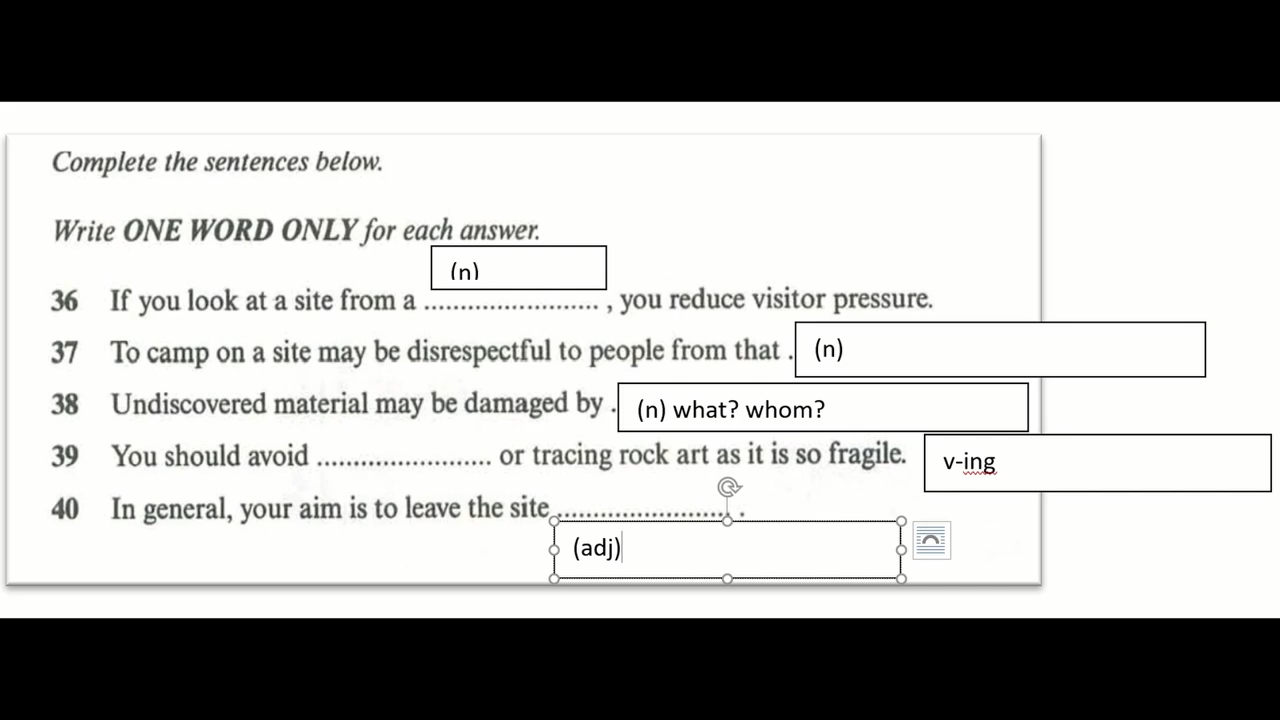 Complete the sentences below.
Write ONE WORD ONLY for each answer.
(n)
36 If you look at a site from a ........................ , you reduce visitor pressure.
37 To camp on a site may be disrespectful to people from that . (n)
38 Undiscovered material may be damaged by . (n) what? whom?
39 You should avoid ........................ or tracing rock art as it is so fragile. v-ing
40 In general, your aim is to leave the site ........................ .
(adj)